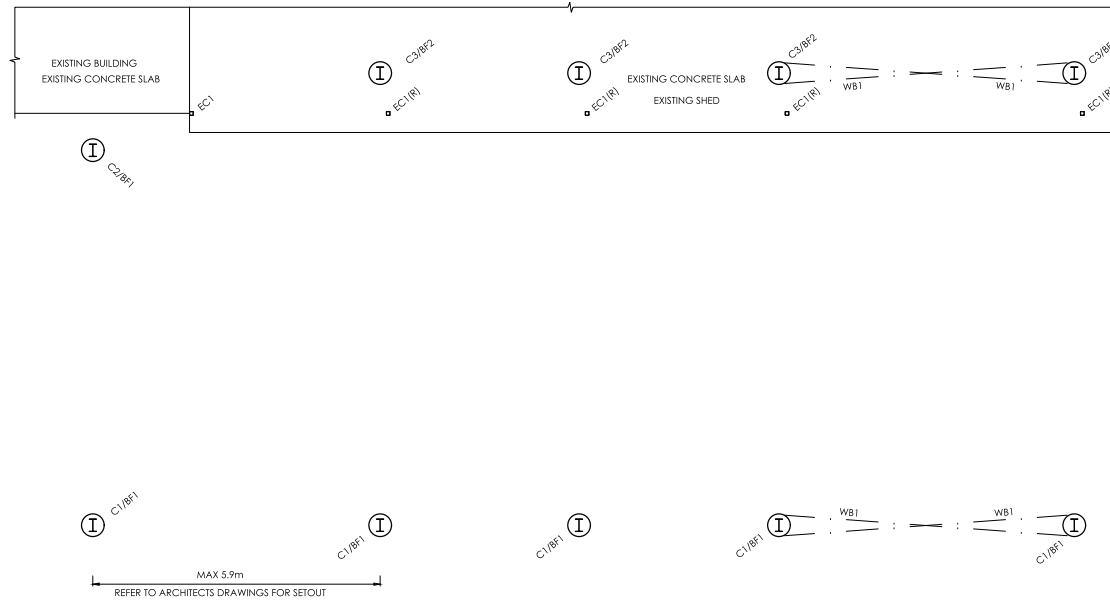 C3/BF2
C3/BF2
C3/BF2
C3/BF
EXISTING BUILDING
EXISTING CONCRETE SLAB
EXISTING CONCRETE SLAB
WB1
WB1
EC1
EC1(R)
EC1(R)
EXISTING SHED
EC1(R)
EC1(R)
C2/BF1
C1/BF1
WB1
WB1
C1/BF1
C1/BF1
C1/BF1
C1/BF1
MAX 5.9m
REFER TO ARCHITECTS DRAWINGS FOR SETOUT